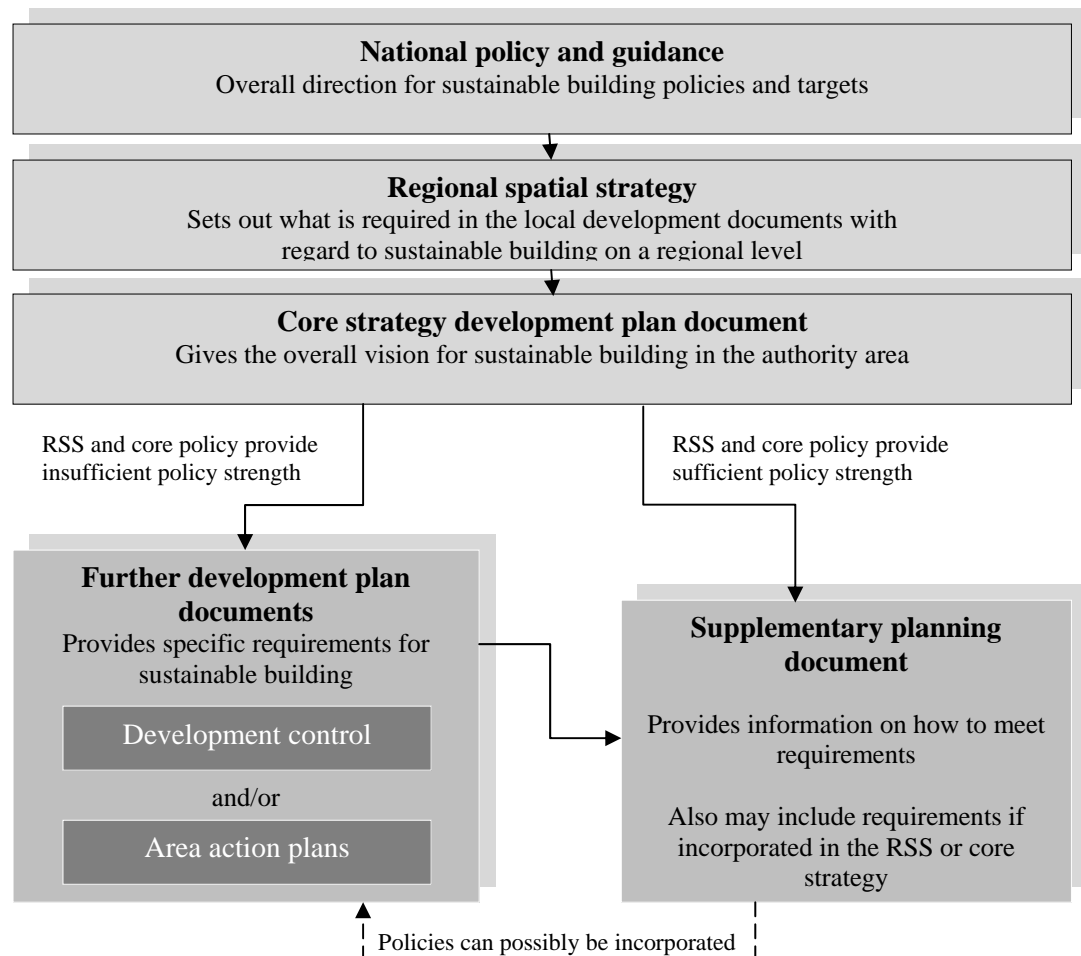 National policy and guidance
Overall direction for sustainable building policies and targets
Regional spatial strategy
Sets out what is required in the local development documents with
regard to sustainable building on a regional level
Core strategy development plan document
Gives the overall vision for sustainable building in the authority area
RSS and core policy provide
insufficient policy strength
RSS and core policy provide
sufficient policy strength
Further development plan
documents
Provides specific requirements for
sustainable building
Development control
and/or
Area action plans
Supplementary planning
document
Provides information on how to meet
requirements
Also may include requirements if
incorporated in the RSS or core
strategy
Policies can possibly be incorporated